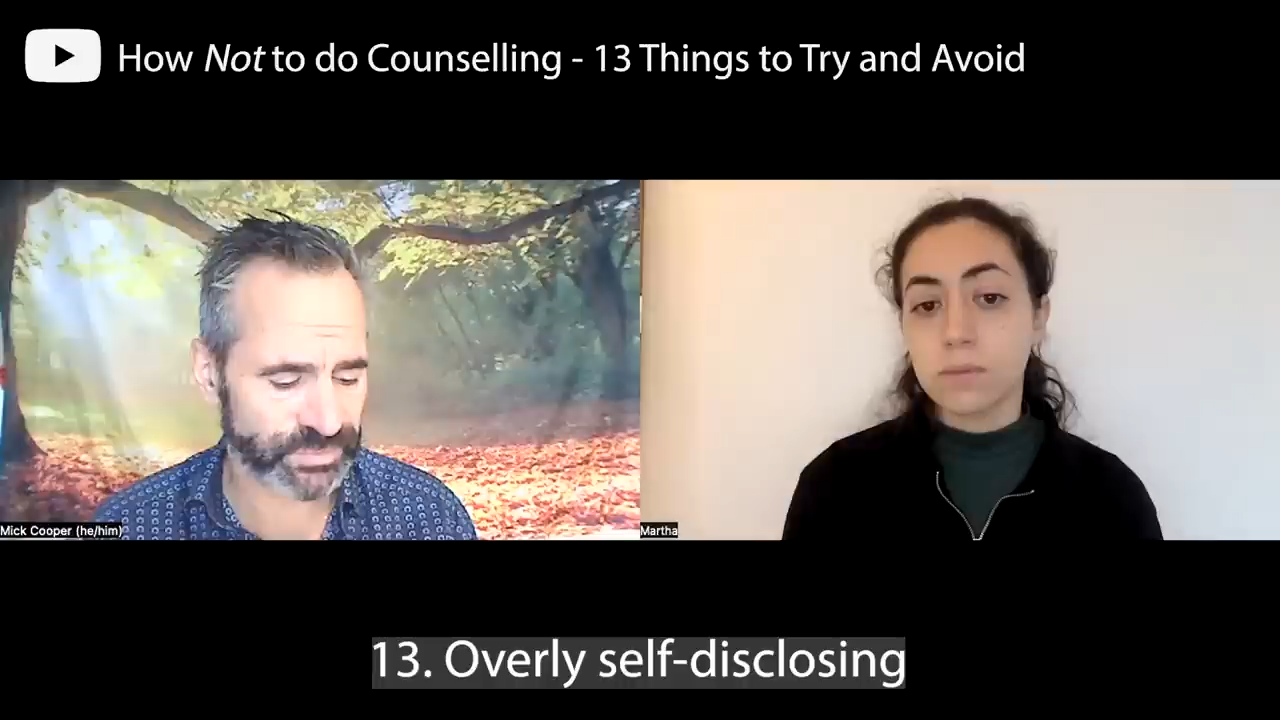 How Not to do Counselling - 13 Things to Try and Avoid
Mick Cooper (he/him)
Martha
13. Overly self-disclosing